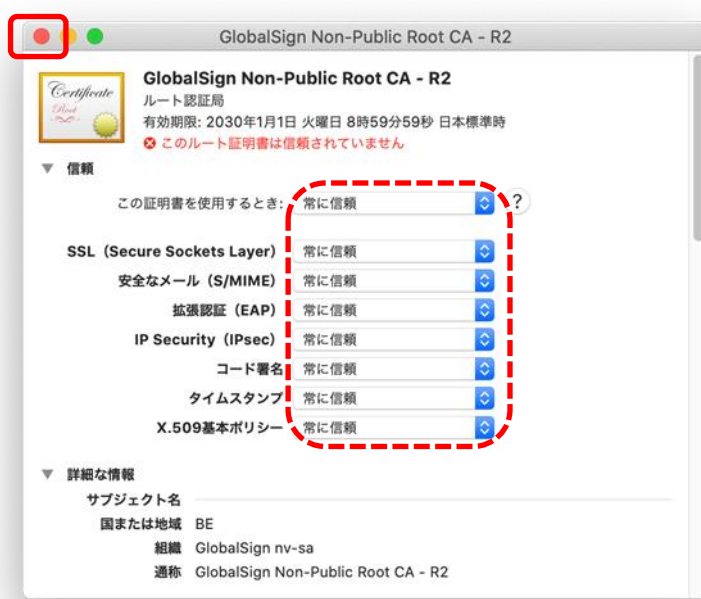 GlobalSign Non-Public Root CA - R2
Certificate
Root
GlobalSign Non-Public Root CA - R2
ルート認証局
有効期限: 2030年1月1日 火曜日 8時59分59秒 日本標準時
このルート証明書は信頼されていません
信頼
この証明書を使用するとき: 常に信頼 ?
SSL（Secure Sockets Layer） 常に信頼
安全なメール（S/MIME） 常に信頼
拡張認証（EAP） 常に信頼
IP Security（IPsec） 常に信頼
コード署名 常に信頼
タイムスタンプ 常に信頼
X.509基本ポリシー 常に信頼
詳細な情報
サブジェクト名
国または地域 BE
組織 GlobalSign nv-sa
通称 GlobalSign Non-Public Root CA - R2